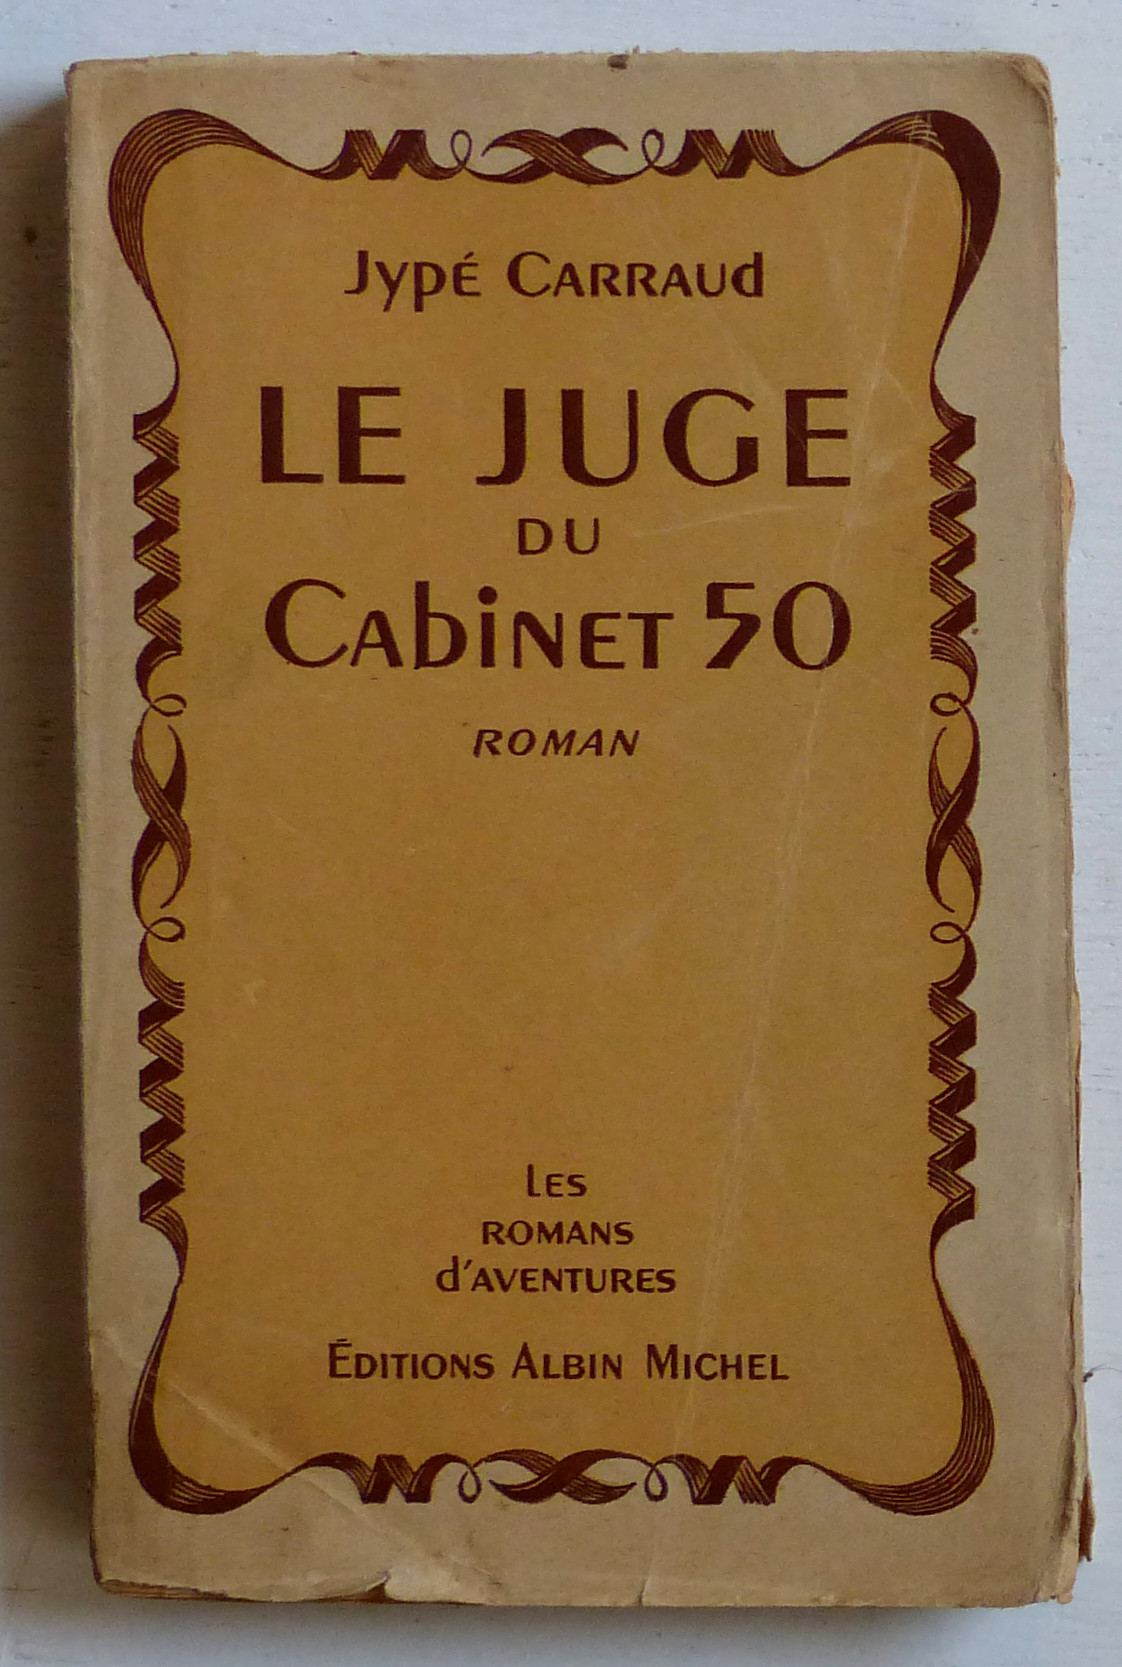 Jypé Carraud
LE JUGE
DU
Cabinet 50
ROMAN
Les
romans
d'aventures
Éditions Albin Michel